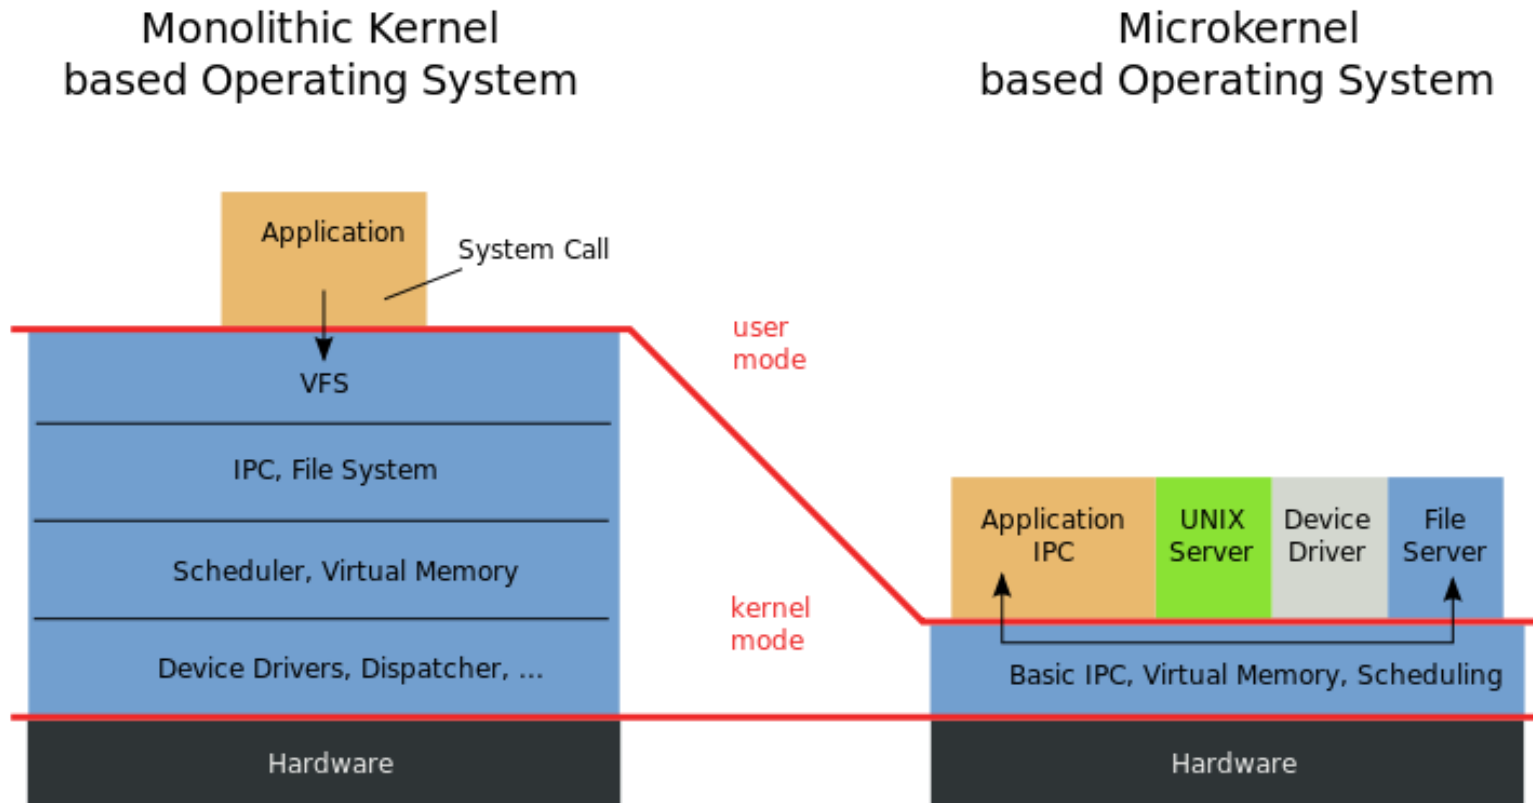 Monolithic Kernel
based Operating System
Microkernel
based Operating System
Application
System Call
VFS
IPC, File System
Scheduler, Virtual Memory
Device Drivers, Dispatcher, ...
Hardware
user
mode
kernel
mode
Application
IPC
UNIX
Server
Device
Driver
File
Server
Basic IPC, Virtual Memory, Scheduling
Hardware